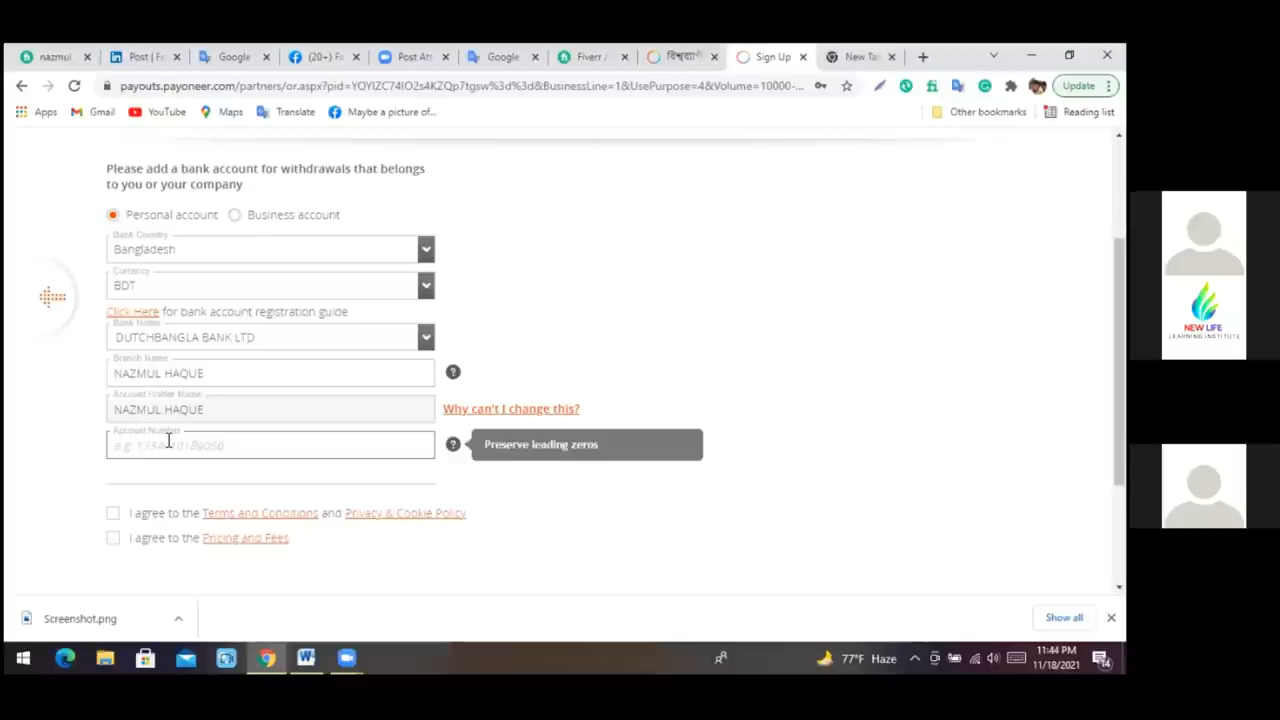 nazmul
Post | F
Google
(20+) Fa
Post Att
Google
Fiverr /
বিশ্বব্যাপী
Sign Up
New Tab
payouts.payoneer.com/partners/or.aspx?pid=YOYIZC74IO2s4KZQp7tgsw%3d%3d&BusinessLine=1&UsePurpose=4&Volume=10000-...
Update
Apps
Gmail
YouTube
Maps
Translate
Maybe a picture of...
Other bookmarks
Reading list
Please add a bank account for withdrawals that belongs
to you or your company
Personal account
Business account
Bank Country
Bangladesh
Currency
BDT
Click Here for bank account registration guide
Bank Name
DUTCHBANGLA BANK LTD
Branch Name
NAZMUL HAQUE
?
Account Holder Name
NAZMUL HAQUE
Why can't I change this?
Account Number
e.g:
?
Preserve leading zeros
I agree to the Terms and Conditions and Privacy & Cookie Policy
I agree to the Pricing and Fees
NEW LIFE
LEARNING INSTITUTE
Screenshot.png
Show all
77°F Haze
11:44 PM
11/18/2021
14